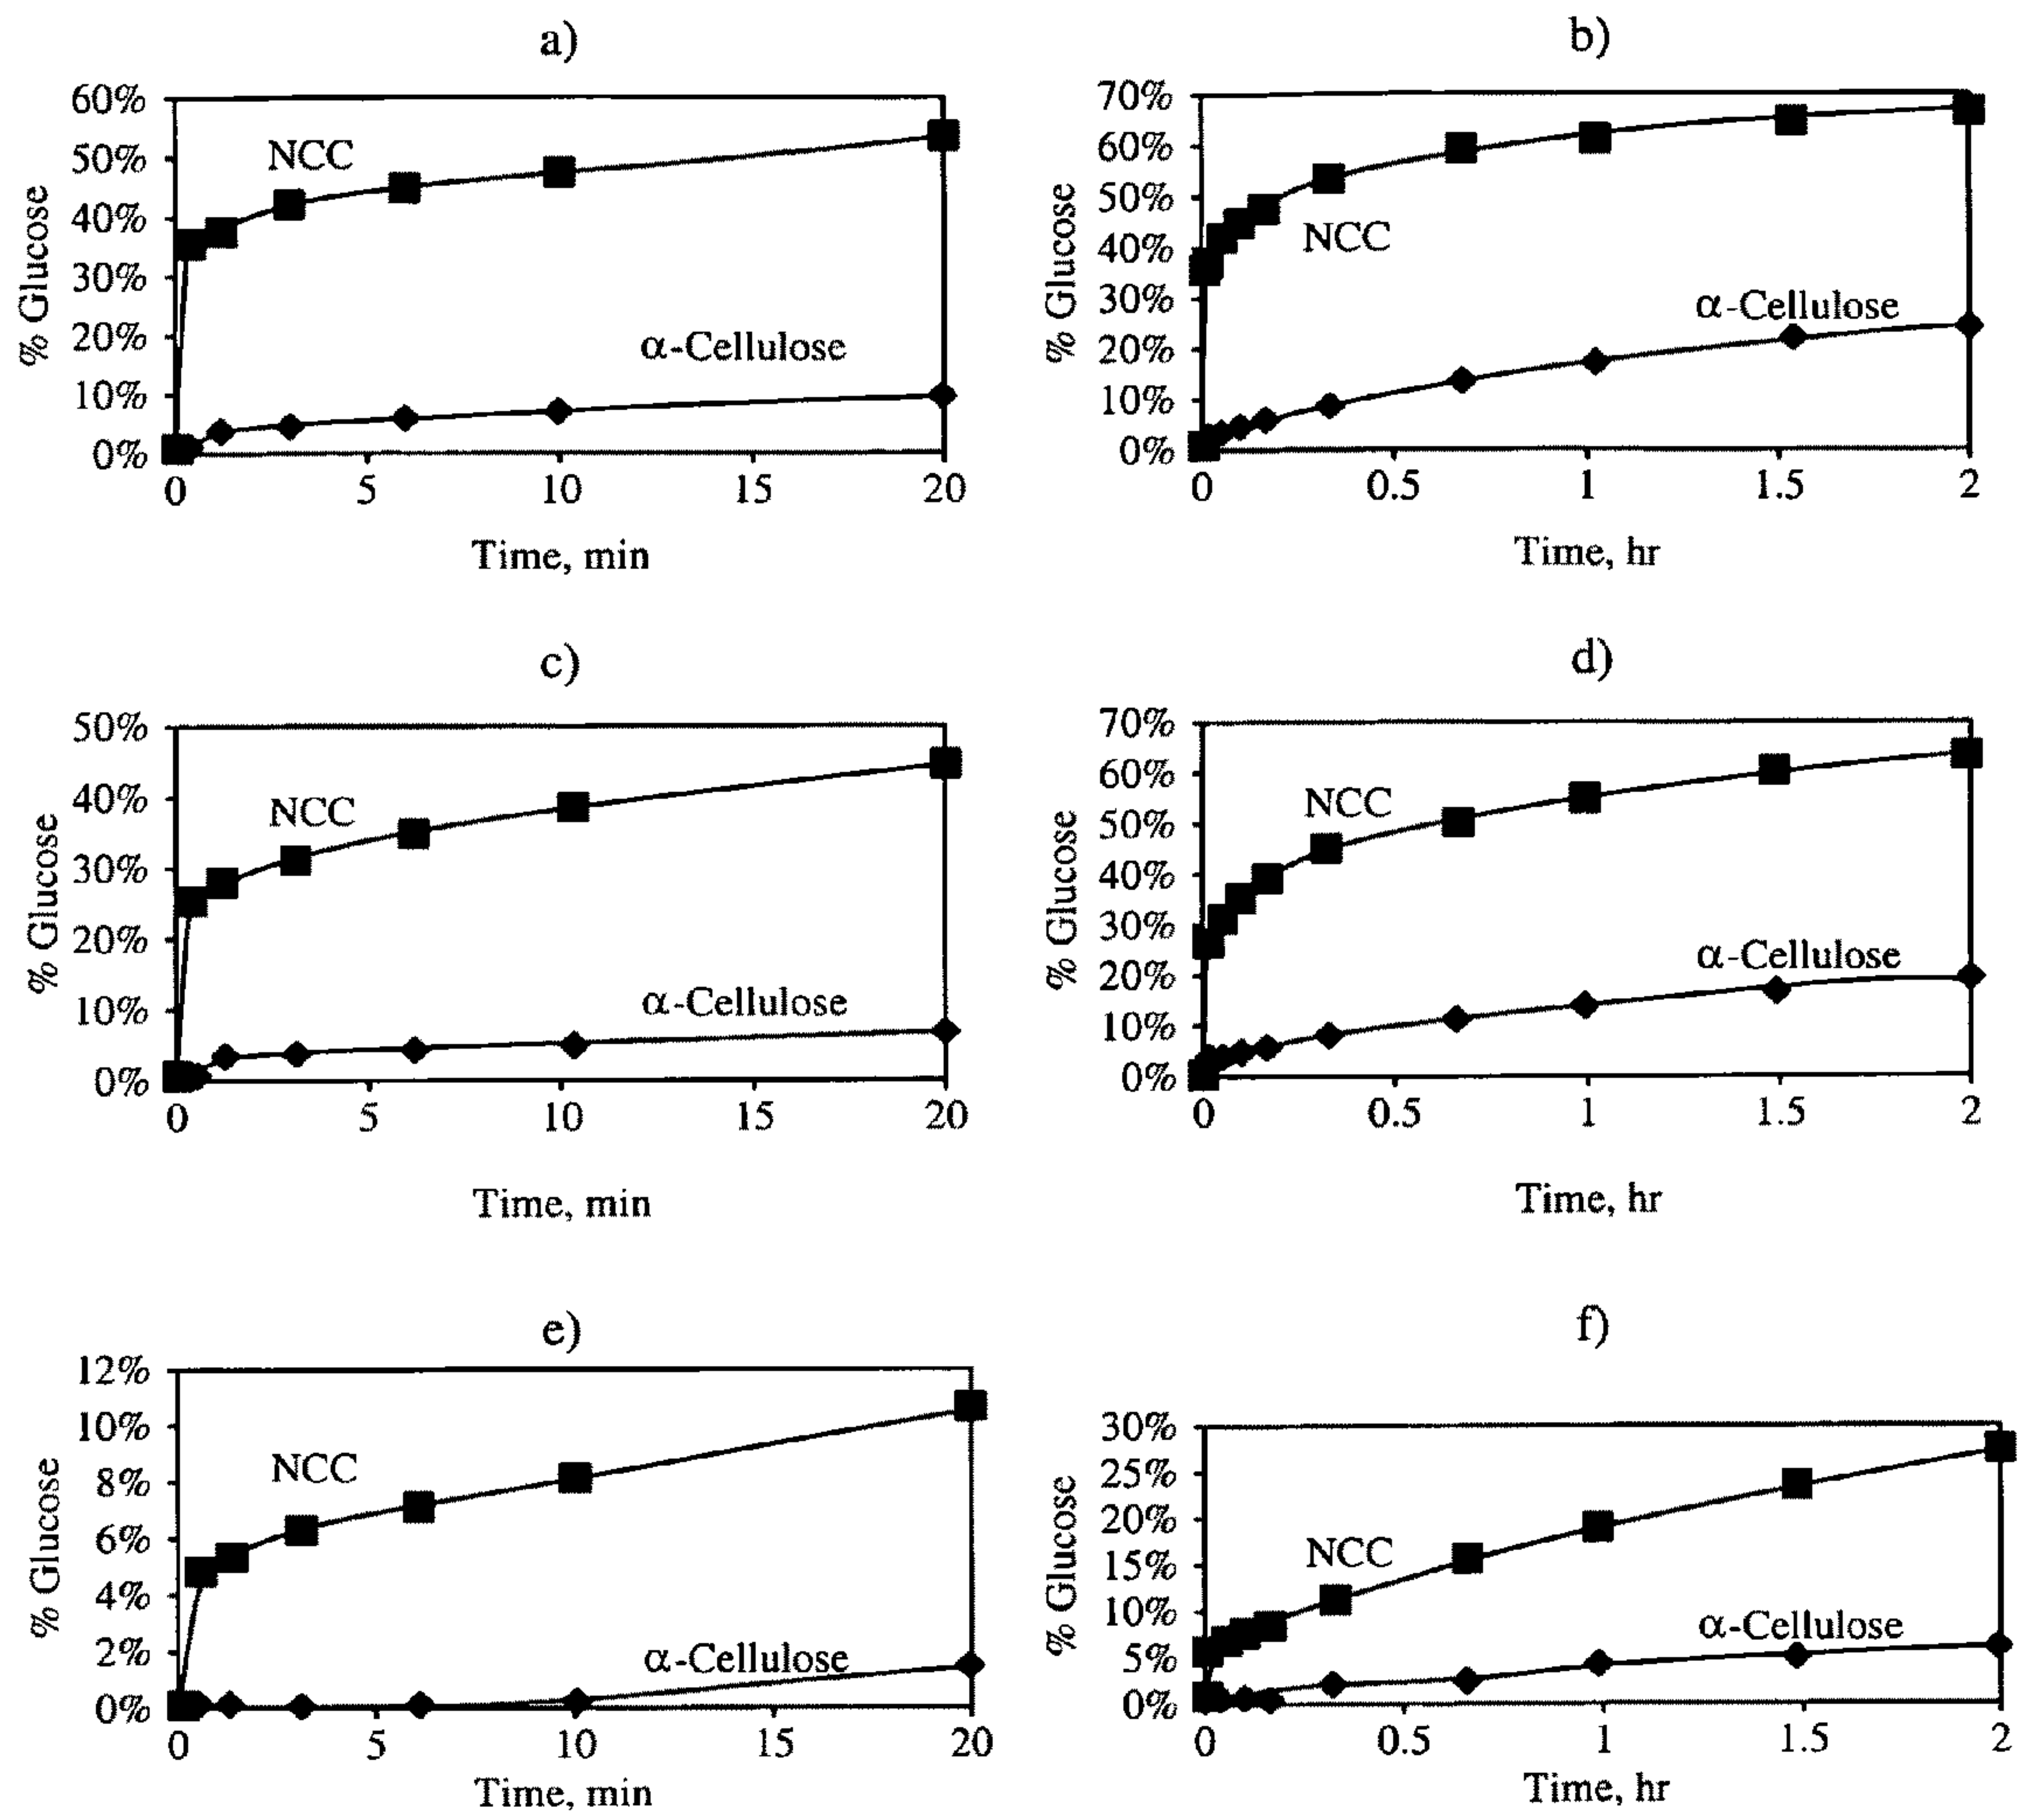 a)
60%
50%
40%
30%
20%
10%
0%
% Glucose
NCC
α-Cellulose
0 5 10 15 20
Time, min
b)
70%
60%
50%
40%
30%
20%
10%
0%
% Glucose
NCC
α-Cellulose
0 0.5 1 1.5 2
Time, hr
c)
50%
40%
30%
20%
10%
0%
% Glucose
NCC
α-Cellulose
0 5 10 15 20
Time, min
d)
70%
60%
50%
40%
30%
20%
10%
0%
% Glucose
NCC
α-Cellulose
0 0.5 1 1.5 2
Time, hr
e)
12%
10%
8%
6%
4%
2%
0%
% Glucose
NCC
α-Cellulose
0 5 10 15 20
Time, min
f)
30%
25%
20%
15%
10%
5%
0%
% Glucose
NCC
α-Cellulose
0 0.5 1 1.5 2
Time, hr